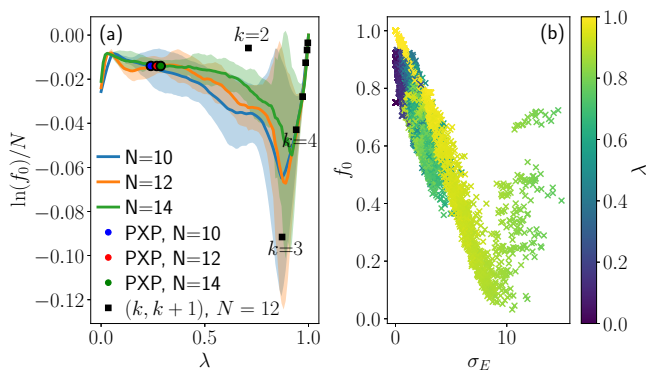 (a)
0.00
−0.02
−0.04
−0.06
−0.08
−0.10
−0.12
ln(f₀)/N
k=2
k=4
k=3
N=10
N=12
N=14
PXP, N=10
PXP, N=12
PXP, N=14
(k, k + 1), N = 12
0.0 0.5 1.0
λ
(b)
1.0
0.8
0.6
0.4
0.2
0.0
f₀
0 10
σ_E
1.0
0.8
0.6
0.4
0.2
0.0
λ